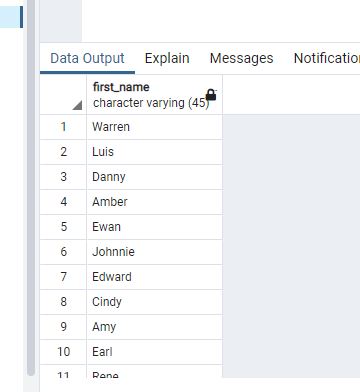 Data Output Explain Messages Notificatio
first_name
character varying (45)
1 Warren
2 Luis
3 Danny
4 Amber
5 Ewan
6 Johnnie
7 Edward
8 Cindy
9 Amy
10 Earl
11 Rene